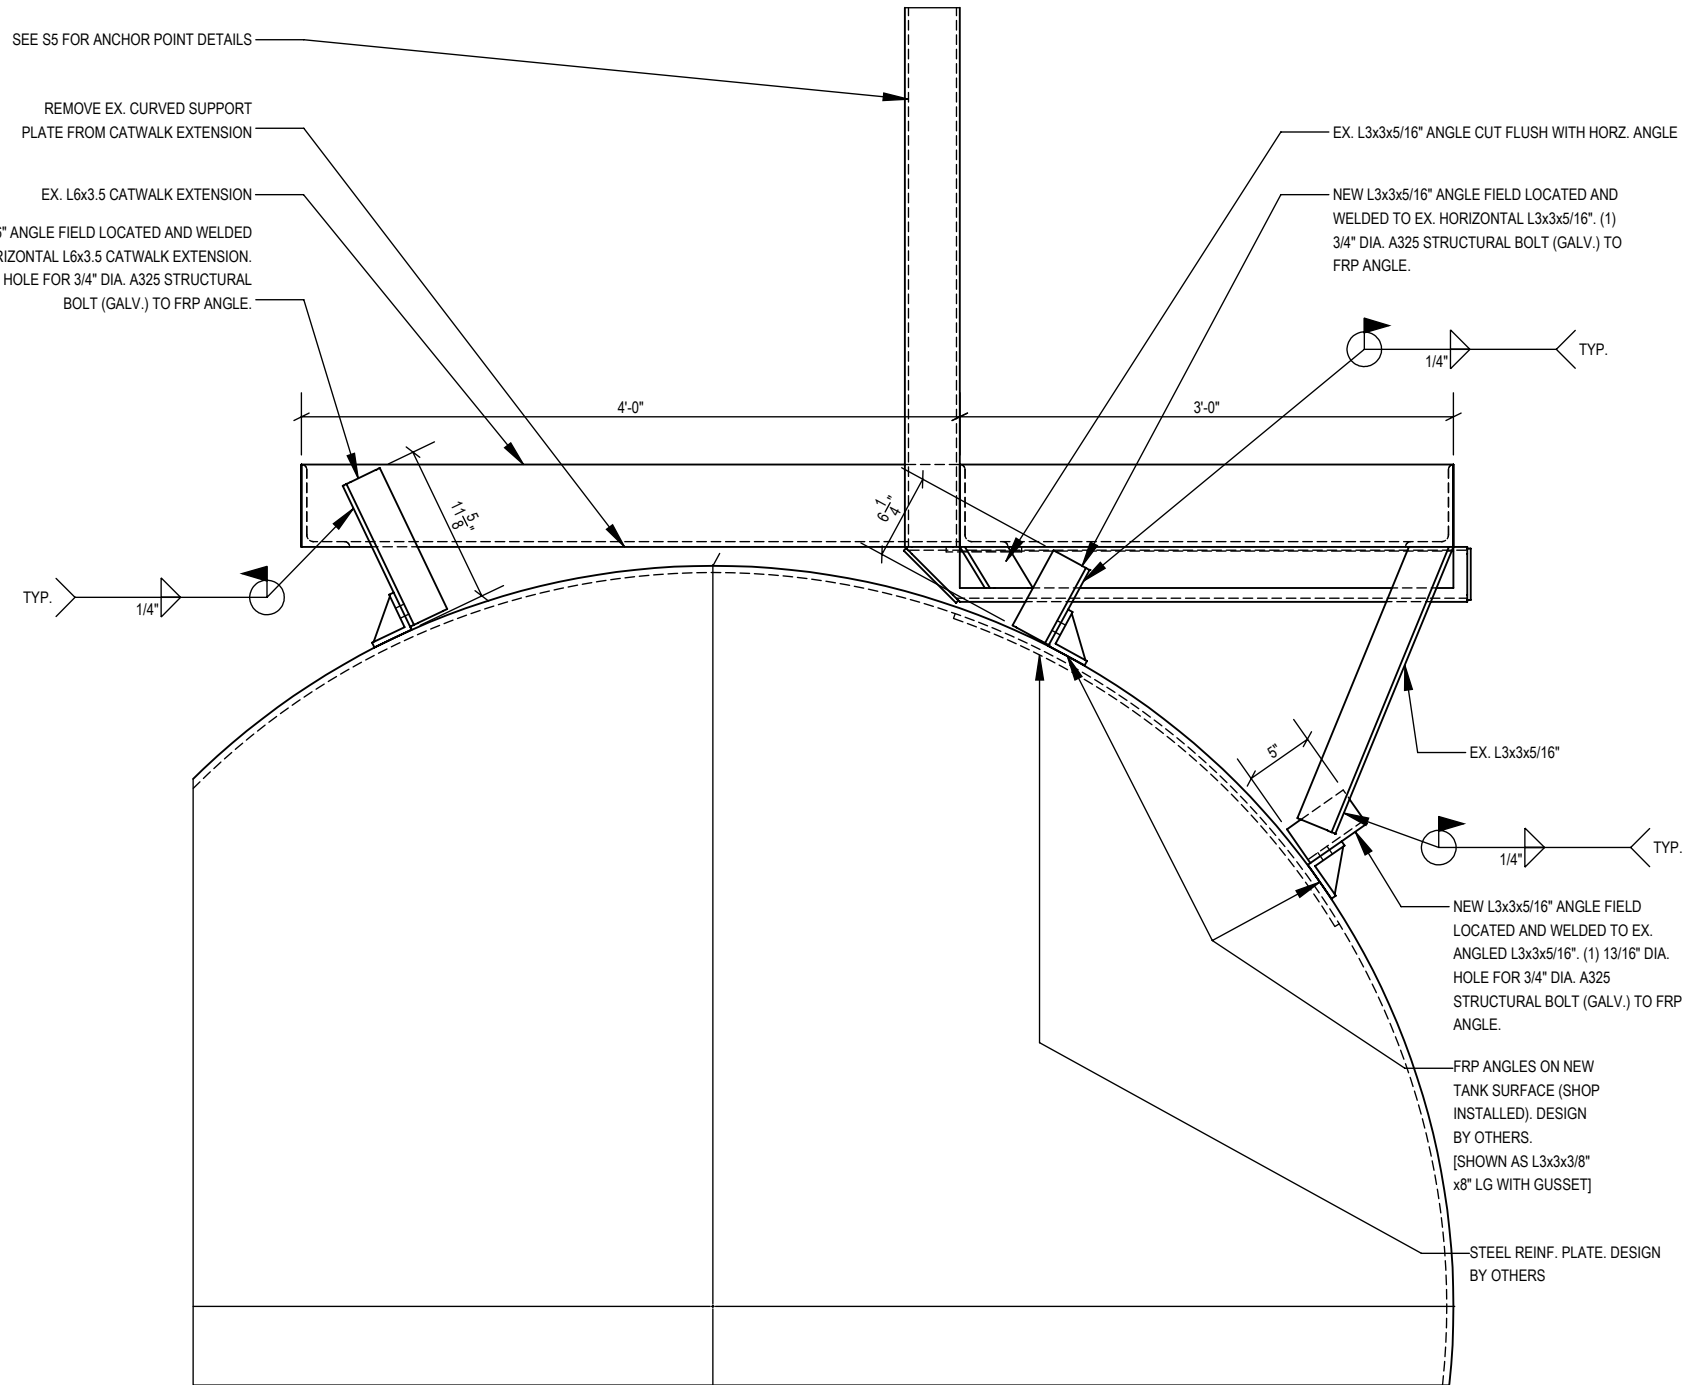 SEE S5 FOR ANCHOR POINT DETAILS
REMOVE EX. CURVED SUPPORT
PLATE FROM CATWALK EXTENSION
EX. L6x3.5 CATWALK EXTENSION
6" ANGLE FIELD LOCATED AND WELDED
RIZONTAL L6x3.5 CATWALK EXTENSION.
HOLE FOR 3/4" DIA. A325 STRUCTURAL
BOLT (GALV.) TO FRP ANGLE.
EX. L3x3x5/16" ANGLE CUT FLUSH WITH HORZ. ANGLE
NEW L3x3x5/16" ANGLE FIELD LOCATED AND
WELDED TO EX. HORIZONTAL L3x3x5/16". (1)
3/4" DIA. A325 STRUCTURAL BOLT (GALV.) TO
FRP ANGLE.
1/4"
TYP.
4'-0"
3'-0"
11 5/8"
6 1/4"
TYP.
1/4"
5"
EX. L3x3x5/16"
1/4"
TYP.
NEW L3x3x5/16" ANGLE FIELD
LOCATED AND WELDED TO EX.
ANGLED L3x3x5/16". (1) 13/16" DIA.
HOLE FOR 3/4" DIA. A325
STRUCTURAL BOLT (GALV.) TO FRP
ANGLE.
FRP ANGLES ON NEW
TANK SURFACE (SHOP
INSTALLED). DESIGN
BY OTHERS.
[SHOWN AS L3x3x3/8"
x8" LG WITH GUSSET]
STEEL REINF. PLATE. DESIGN
BY OTHERS